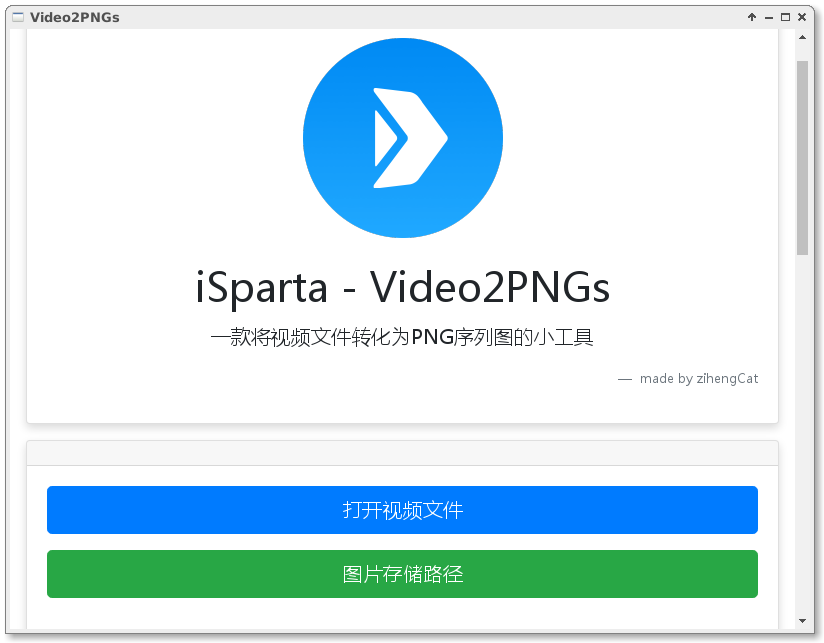 Video2PNGs
iSparta - Video2PNGs
一款将视频文件转化为PNG序列图的小工具
— made by zihengCat
打开视频文件
图片存储路径